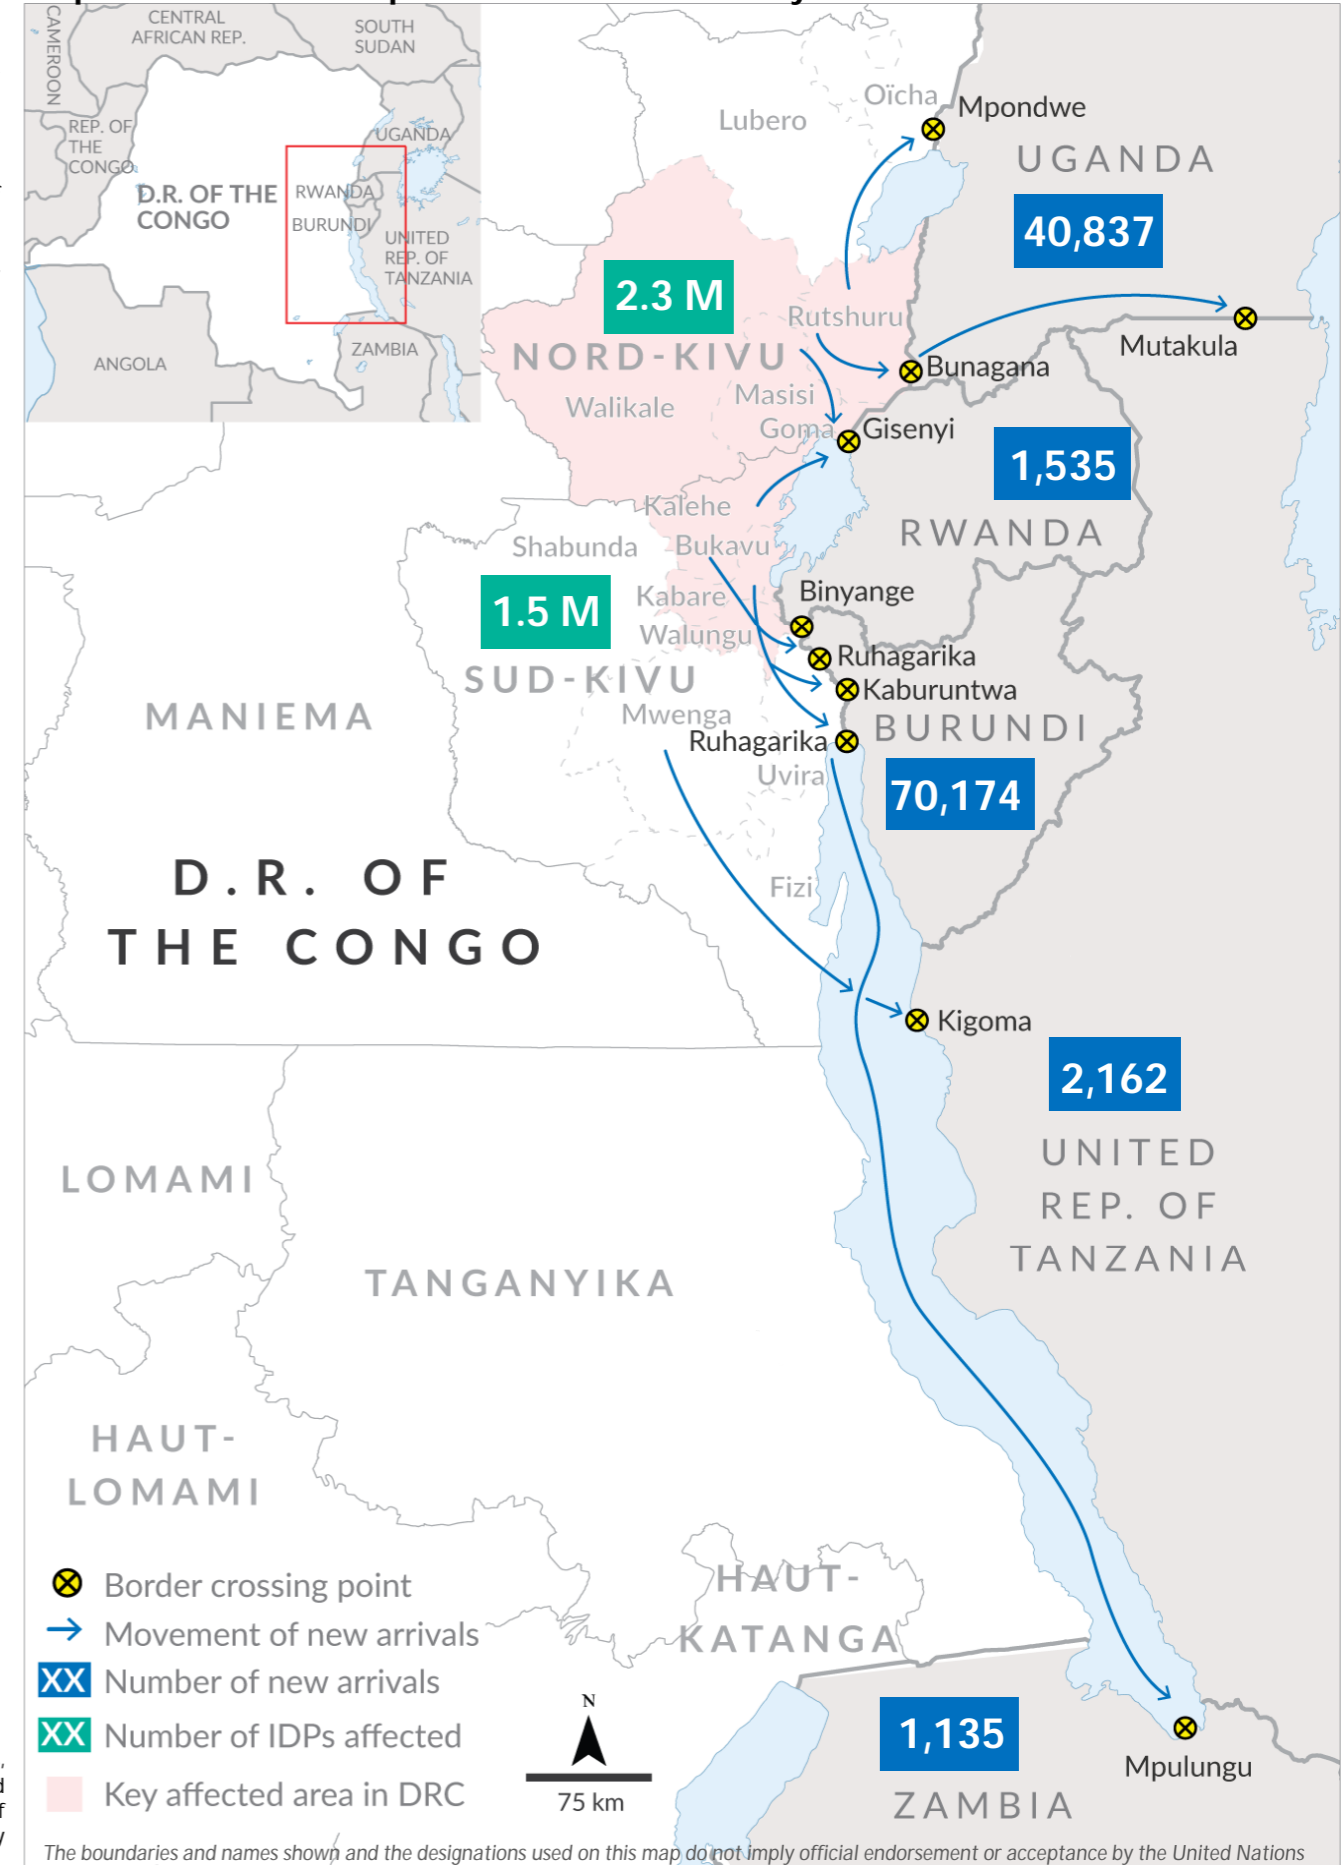 CAMEROON
CENTRAL
AFRICAN REP.
SOUTH
SUDAN
REP. OF
THE
CONGO
UGANDA
D.R. OF THE
CONGO
RWANDA
BURUNDI
UNITED
REP. OF
TANZANIA
ANGOLA
ZAMBIA
Oïcha
Mpondwe
Lubero
UGANDA
40,837
2.3 M
Rutshuru
NORD-KIVU
Mutakula
Bunagana
Masisi
Walikale
Goma
Gisenyi
1,535
RWANDA
Kalehe
Shabunda
Bukavu
1.5 M
Kabare
Binyange
Walungu
Ruhagarika
SUD-KIVU
Kaburuntwa
MANIEMA
Mwenga
BURUNDI
Ruhagarika
Uvira
70,174
D.R. OF
THE CONGO
Fizi
Kigoma
2,162
UNITED
REP. OF
TANZANIA
LOMAMI
TANGANYIKA
HAUT-
LOMAMI
HAUT-
KATANGA
Border crossing point
Movement of new arrivals
XX Number of new arrivals
XX Number of IDPs affected
Key affected area in DRC
N
75 km
1,135
Mpulungu
ZAMBIA
The boundaries and names shown and the designations used on this map do not imply official endorsement or acceptance by the United Nations